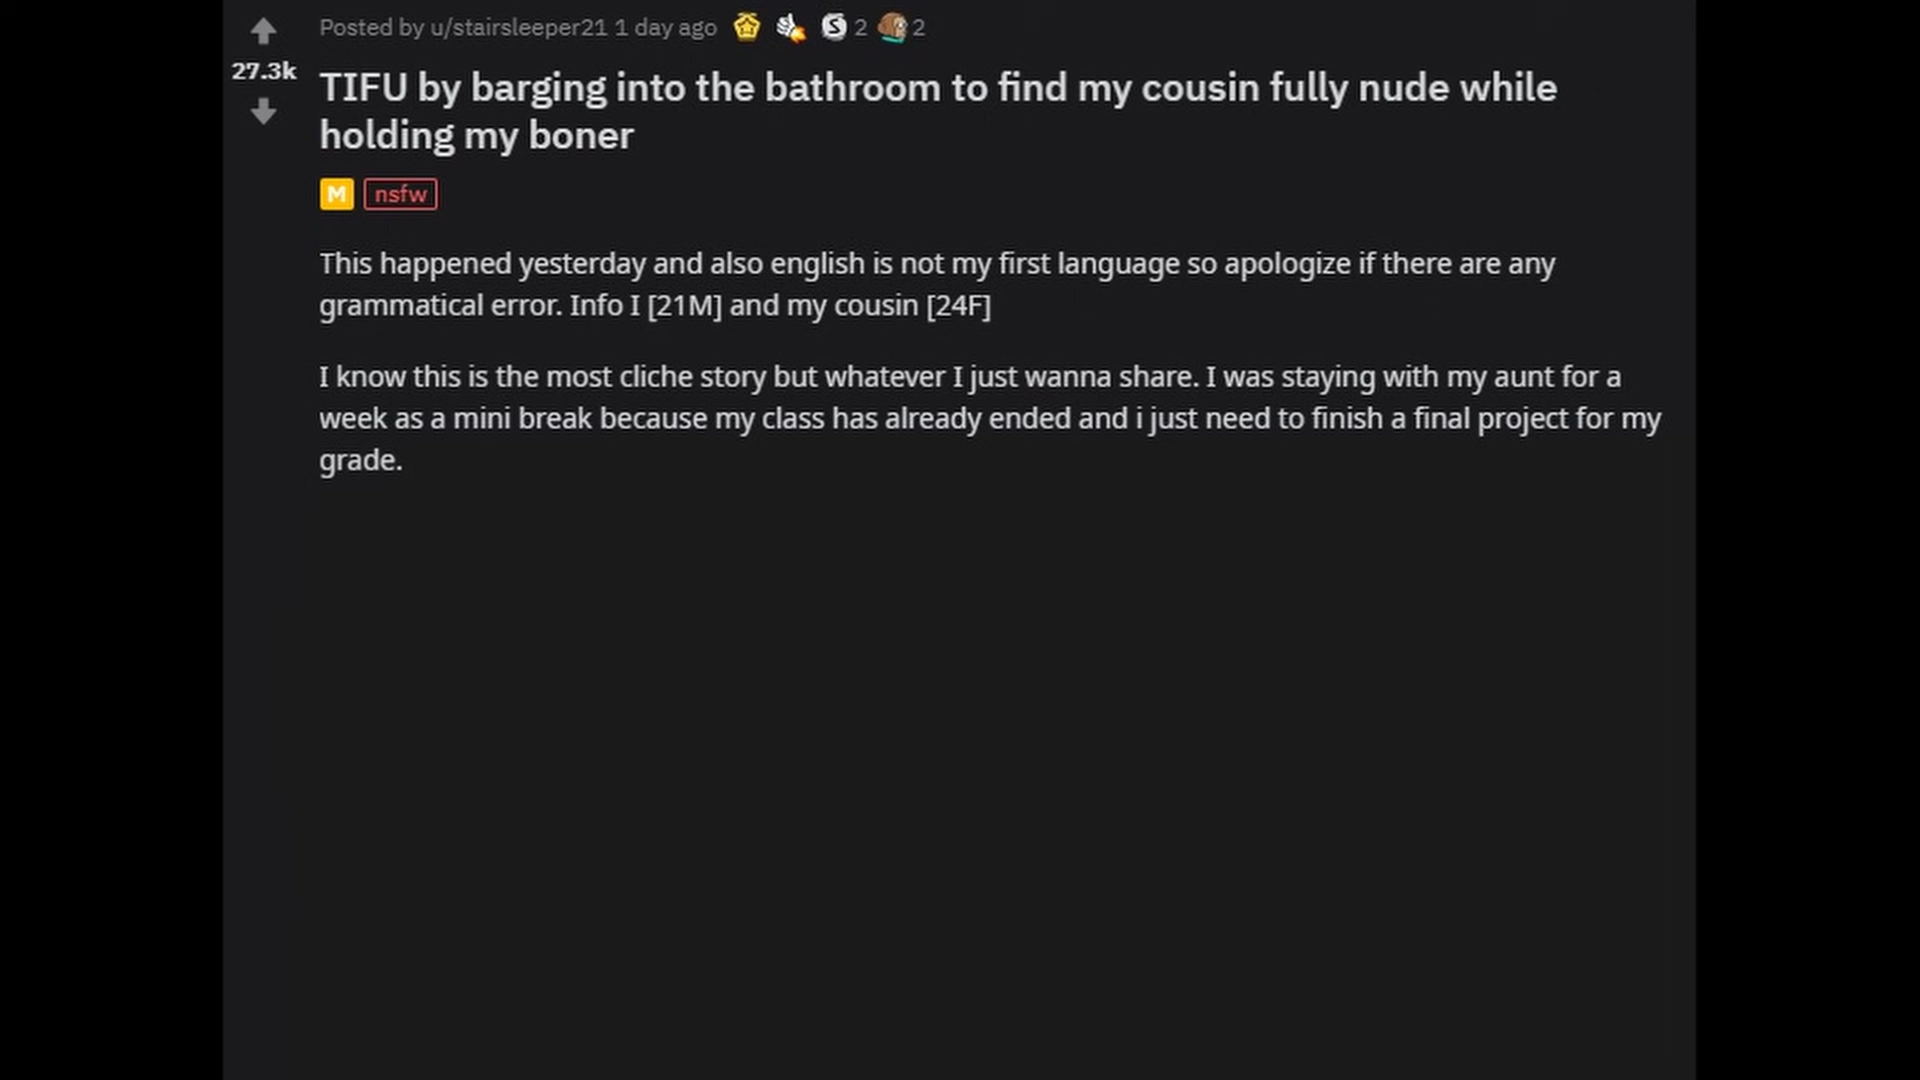 Posted by u/stairsleeper21 1 day ago 2 2
27.3k
TIFU by barging into the bathroom to find my cousin fully nude while
holding my boner
M nsfw
This happened yesterday and also english is not my first language so apologize if there are any
grammatical error. Info I [21M] and my cousin [24F]
I know this is the most cliche story but whatever I just wanna share. I was staying with my aunt for a
week as a mini break because my class has already ended and i just need to finish a final project for my
grade.